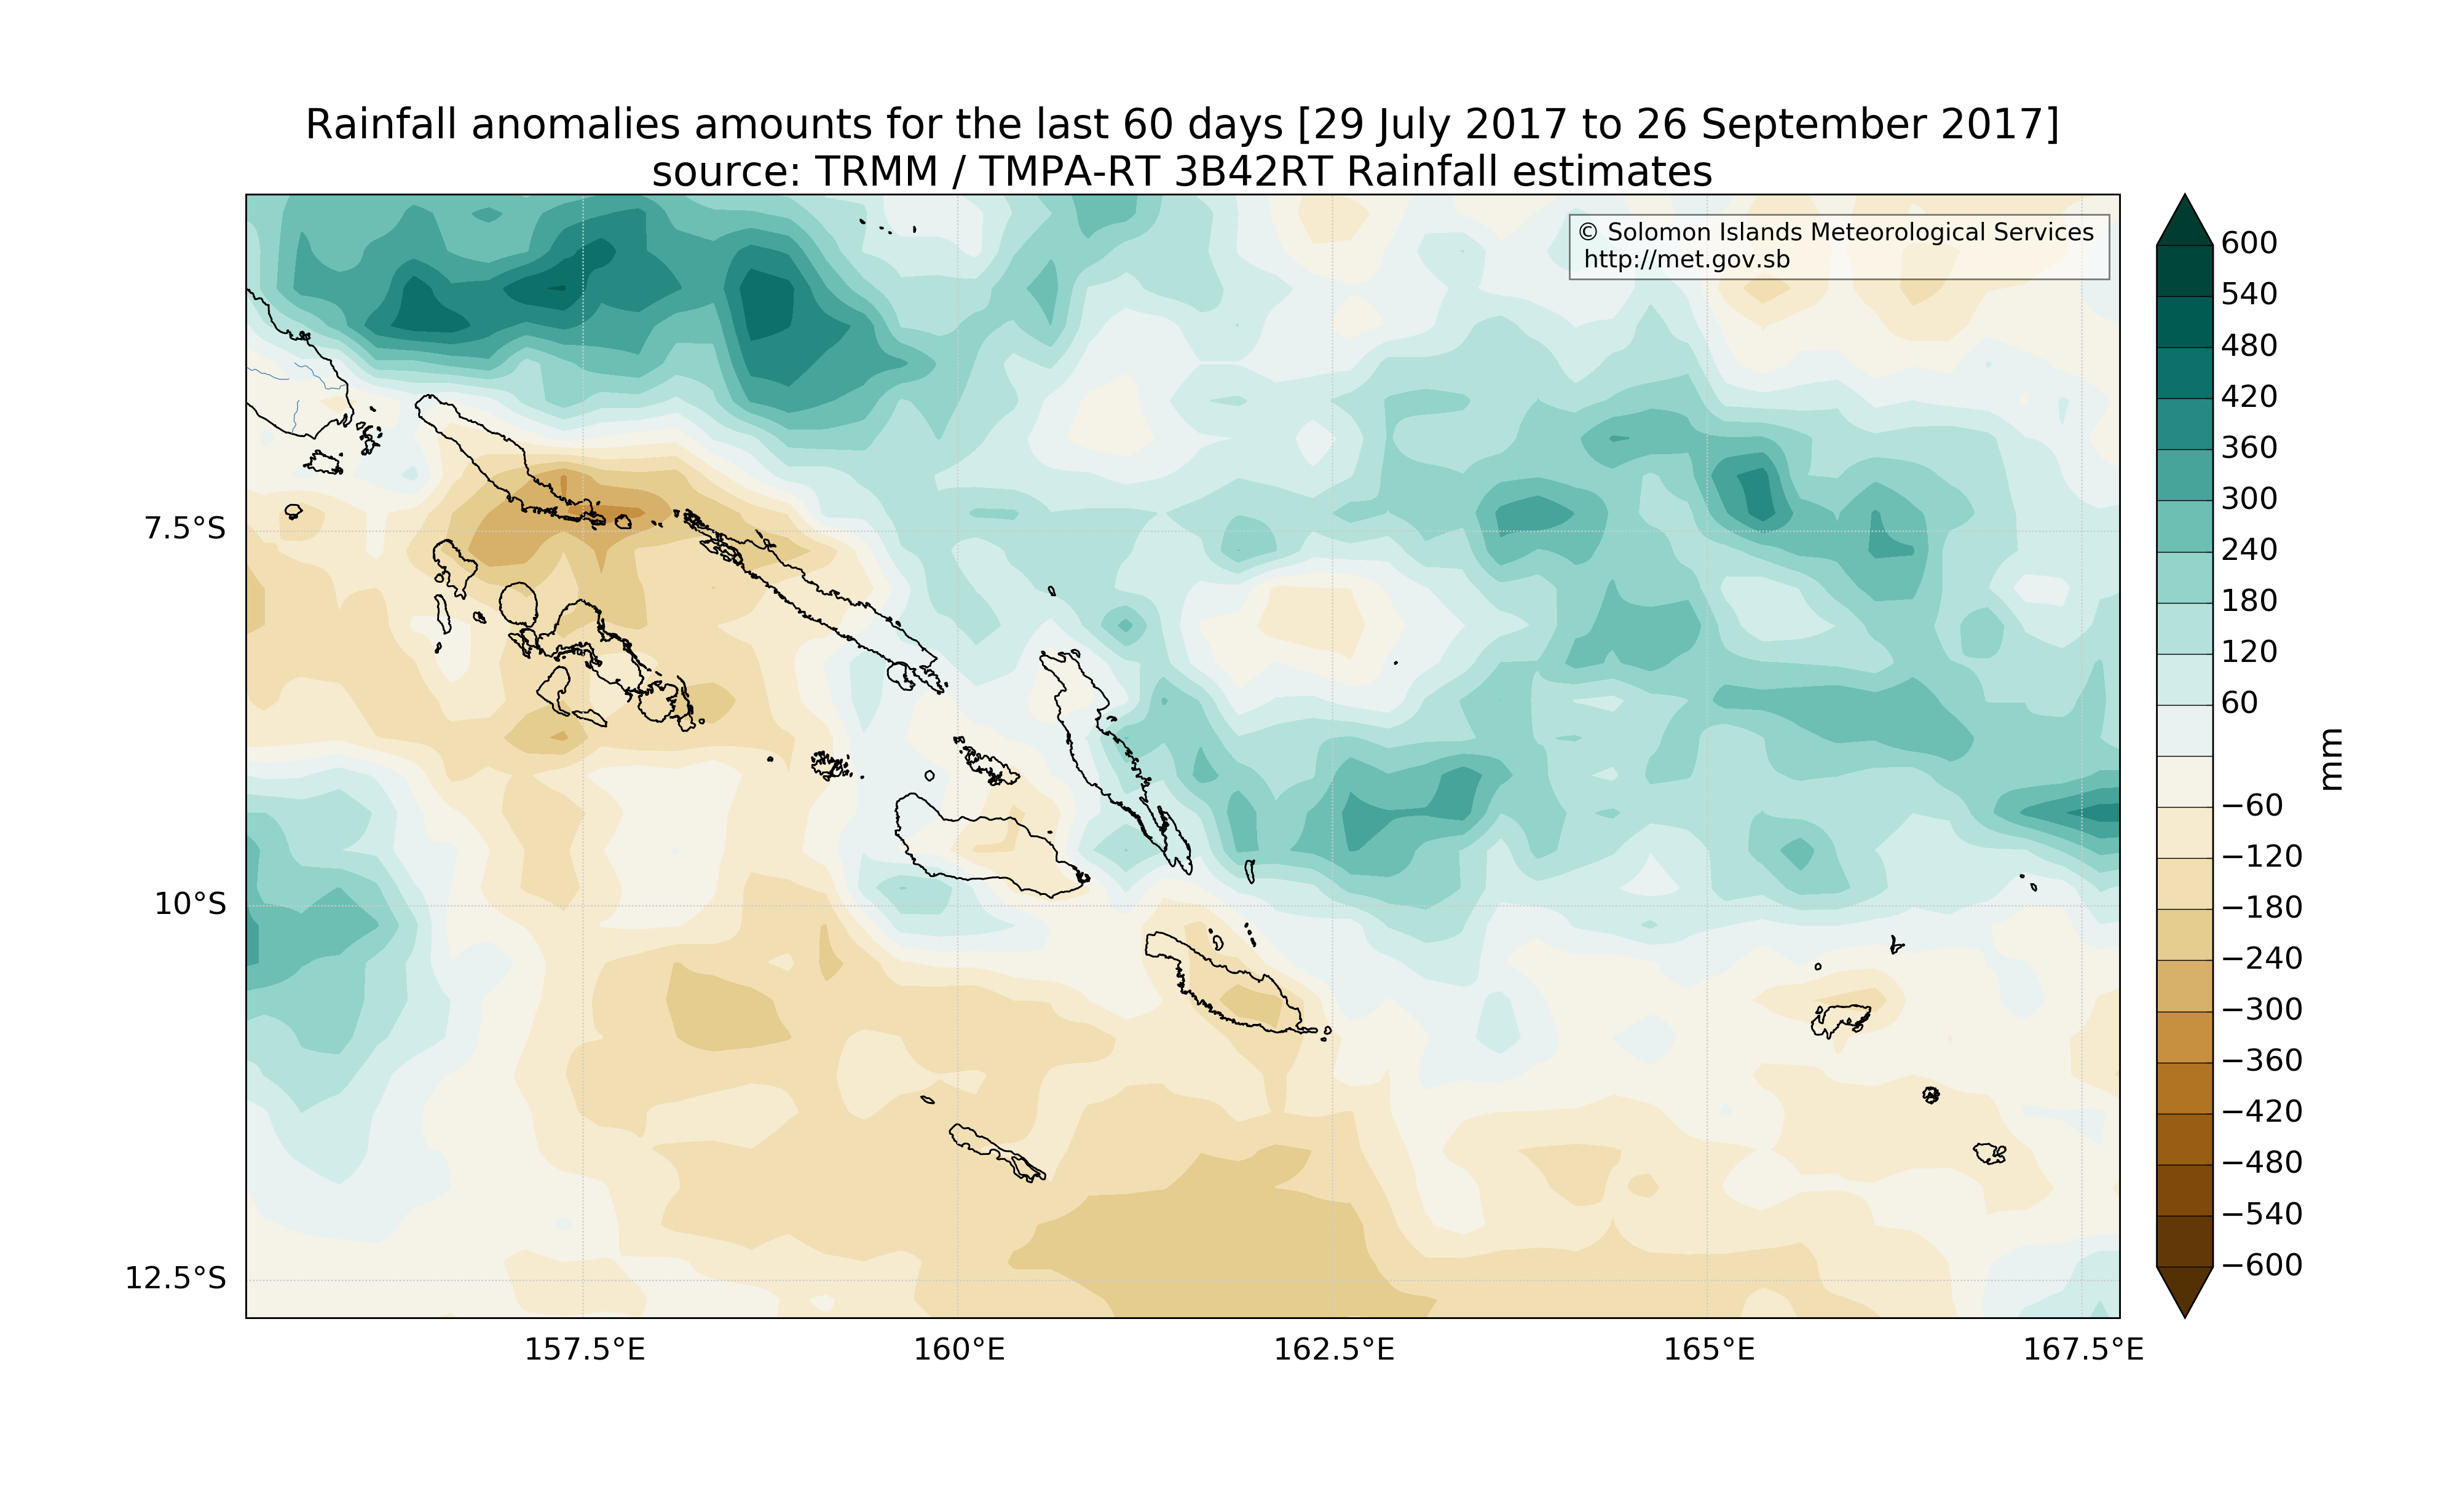 Rainfall anomalies amounts for the last 60 days [29 July 2017 to 26 September 2017]
source: TRMM / TMPA-RT 3B42RT Rainfall estimates
© Solomon Islands Meteorological Services
http://met.gov.sb
7.5°S
10°S
12.5°S
157.5°E
160°E
162.5°E
165°E
167.5°E
600
540
480
420
360
300
240
180
120
60
−60
−120
−180
−240
−300
−360
−420
−480
−540
−600
mm